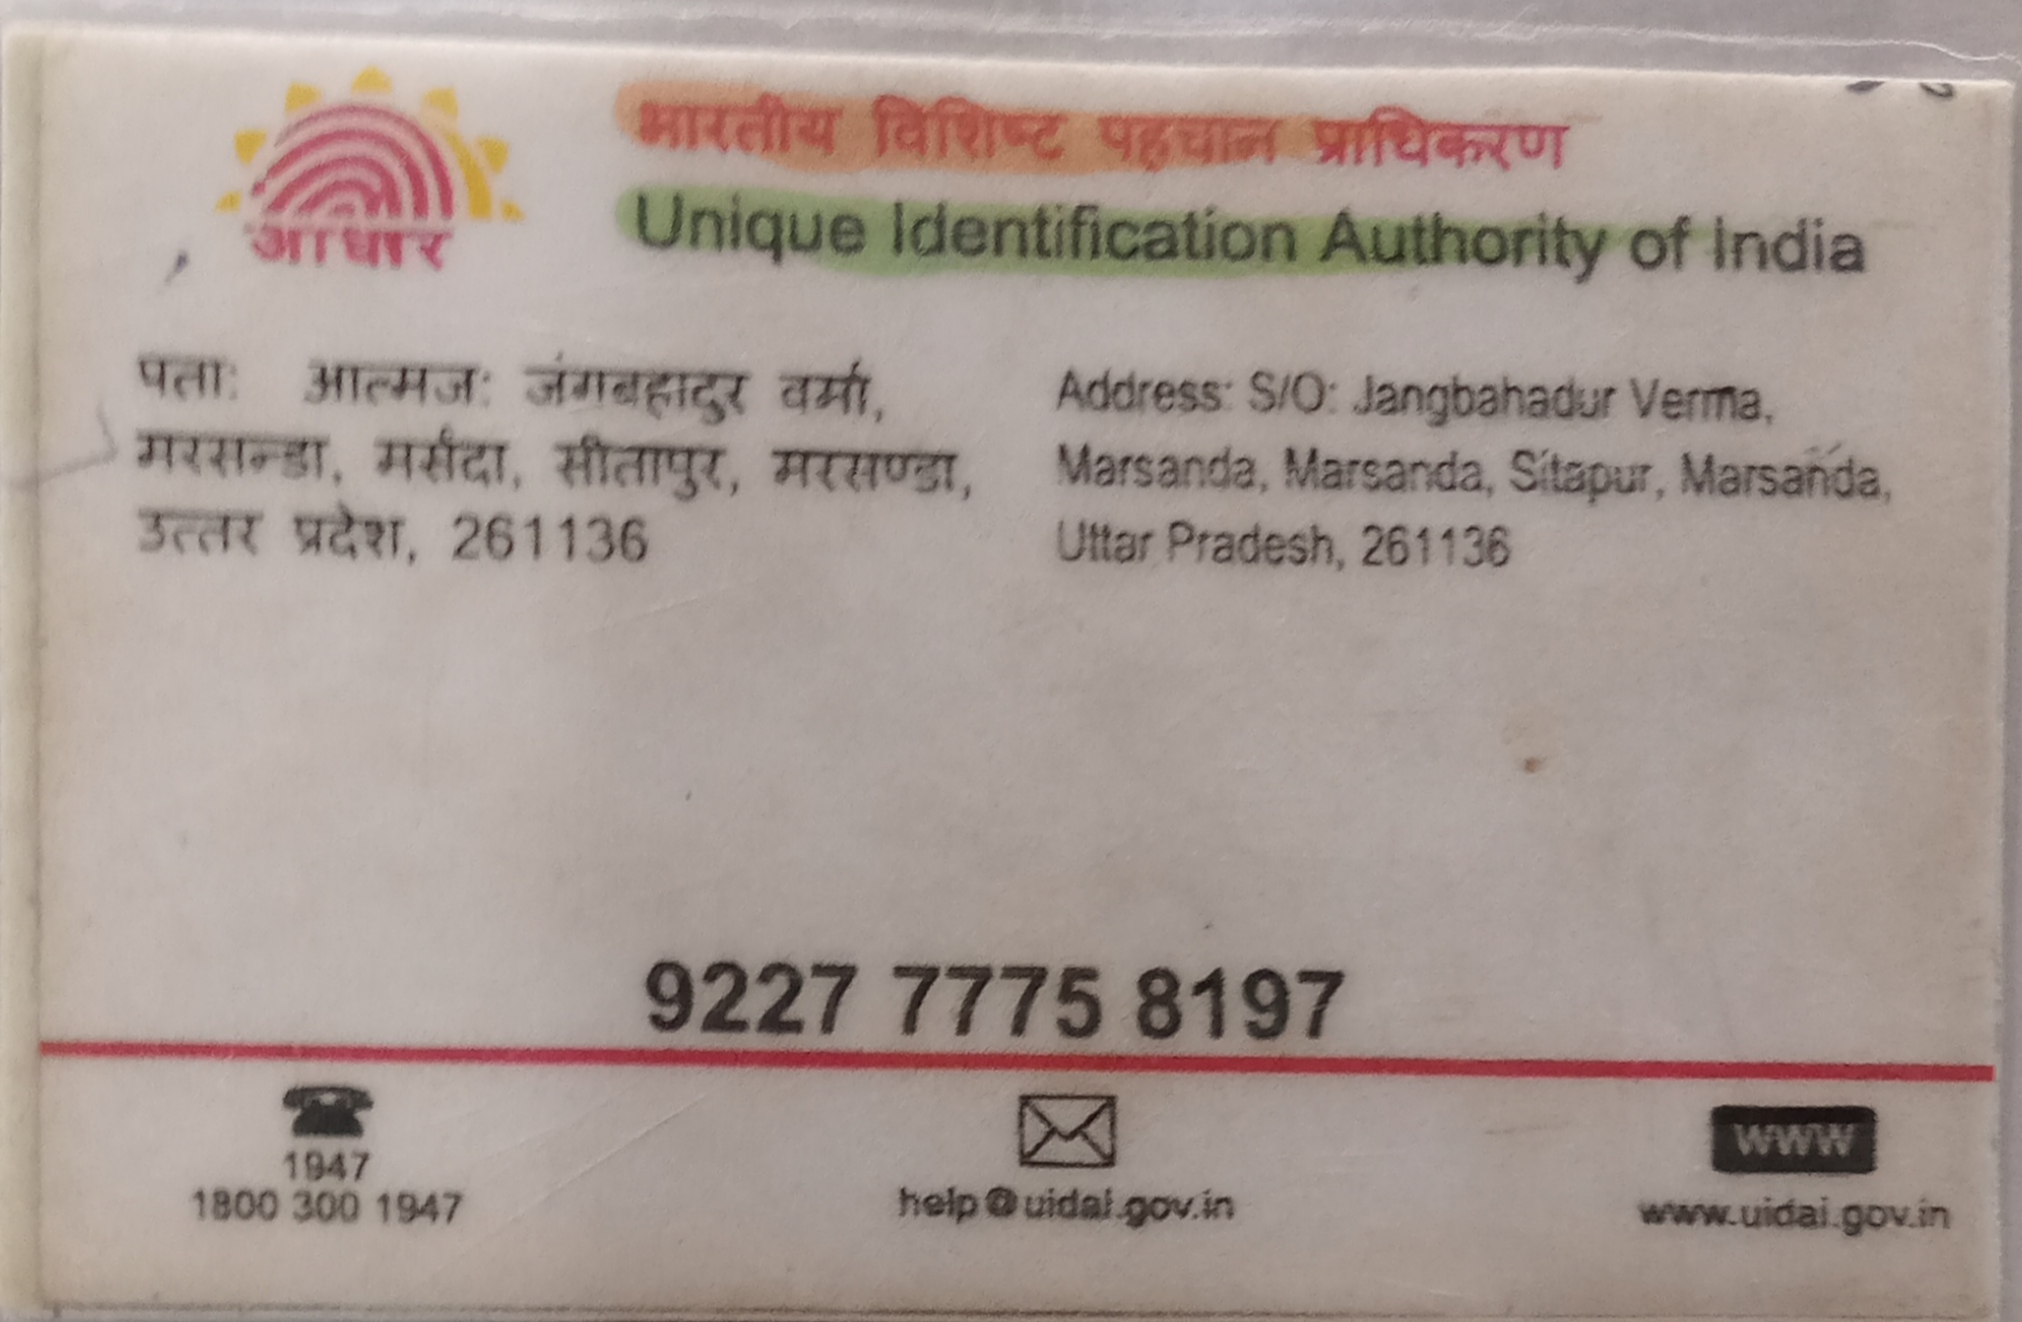 भारतीय विशिष्ट पहचान प्राधिकरण
Unique Identification Authority of India
आधार
पता: आत्मज: जंगबहादुर वर्मा,
मरसन्डा, मर्संदा, सीतापुर, मरसण्डा,
उत्तर प्रदेश, 261136
Address: S/O: Jangbahadur Verma,
Marsanda, Marsanda, Sitapur, Marsanda,
Uttar Pradesh, 261136
9227 7775 8197
1947
1800 300 1947
help@uidai.gov.in
WWW
www.uidai.gov.in